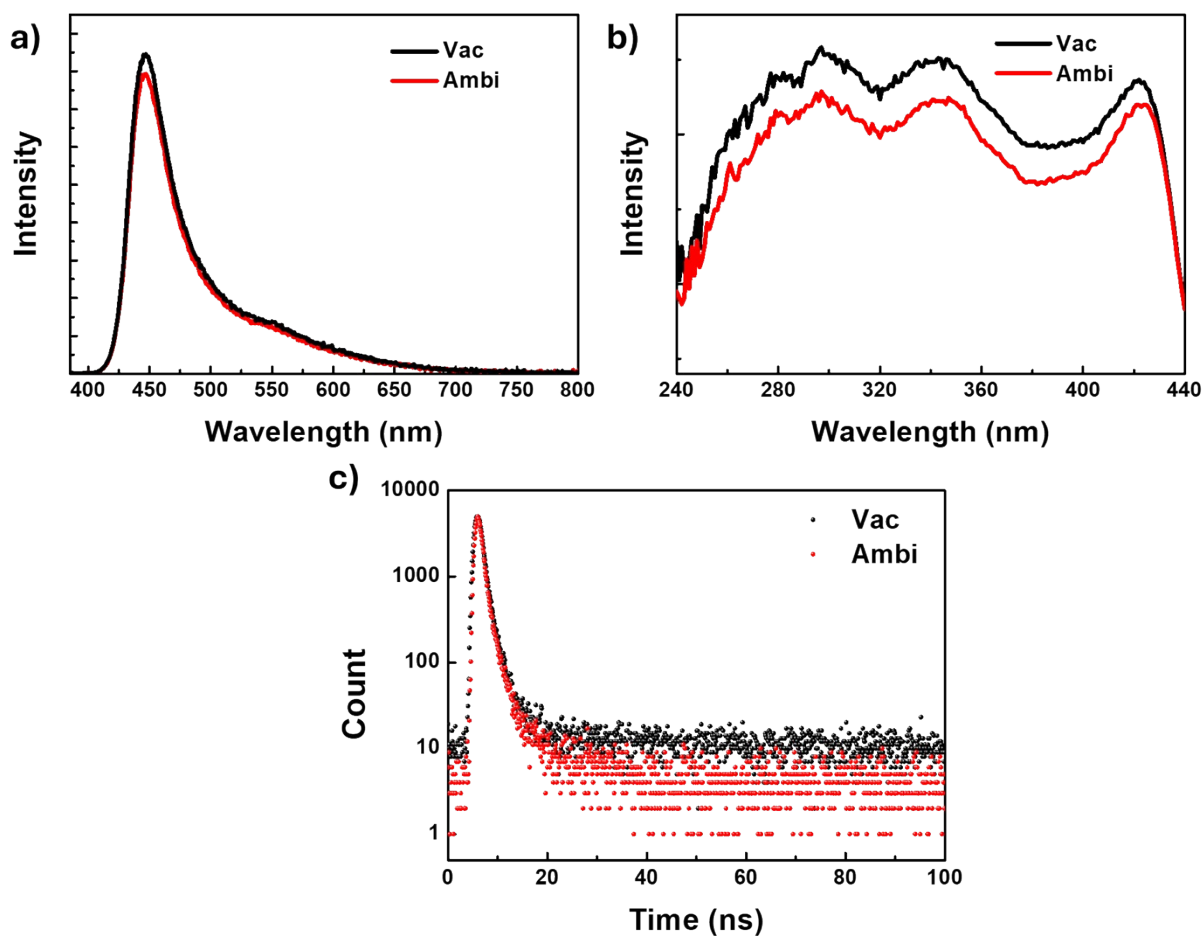 a)
Vac
Ambi
Intensity
400 450 500 550 600 650 700 750 800
Wavelength (nm)
b)
Vac
Ambi
Intensity
240 280 320 360 400 440
Wavelength (nm)
c)
10000
1000
100
10
1
Vac
Ambi
Count
0 20 40 60 80 100
Time (ns)